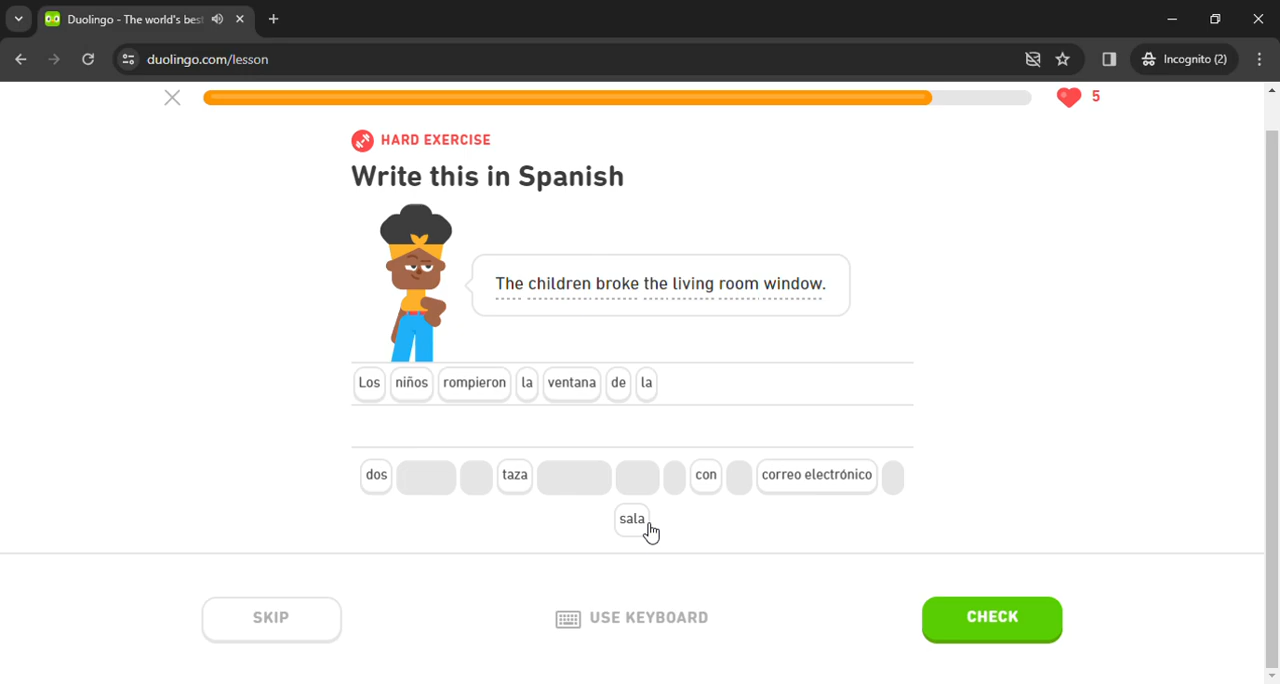 Duolingo - The world's bes
duolingo.com/lesson
Incognito (2)
5
HARD EXERCISE
Write this in Spanish
The children broke the living room window.
Los niños rompieron la ventana de la
dos taza con correo electrónico
sala
SKIP USE KEYBOARD CHECK